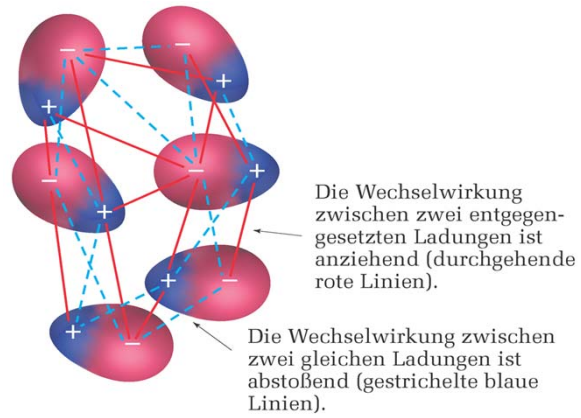 − −
+ +
− − +
+
+ −
+ −
Die Wechselwirkung
zwischen zwei entgegen-
gesetzten Ladungen ist
anziehend (durchgehende
rote Linien).
Die Wechselwirkung zwischen
zwei gleichen Ladungen ist
abstoßend (gestrichelte blaue
Linien).